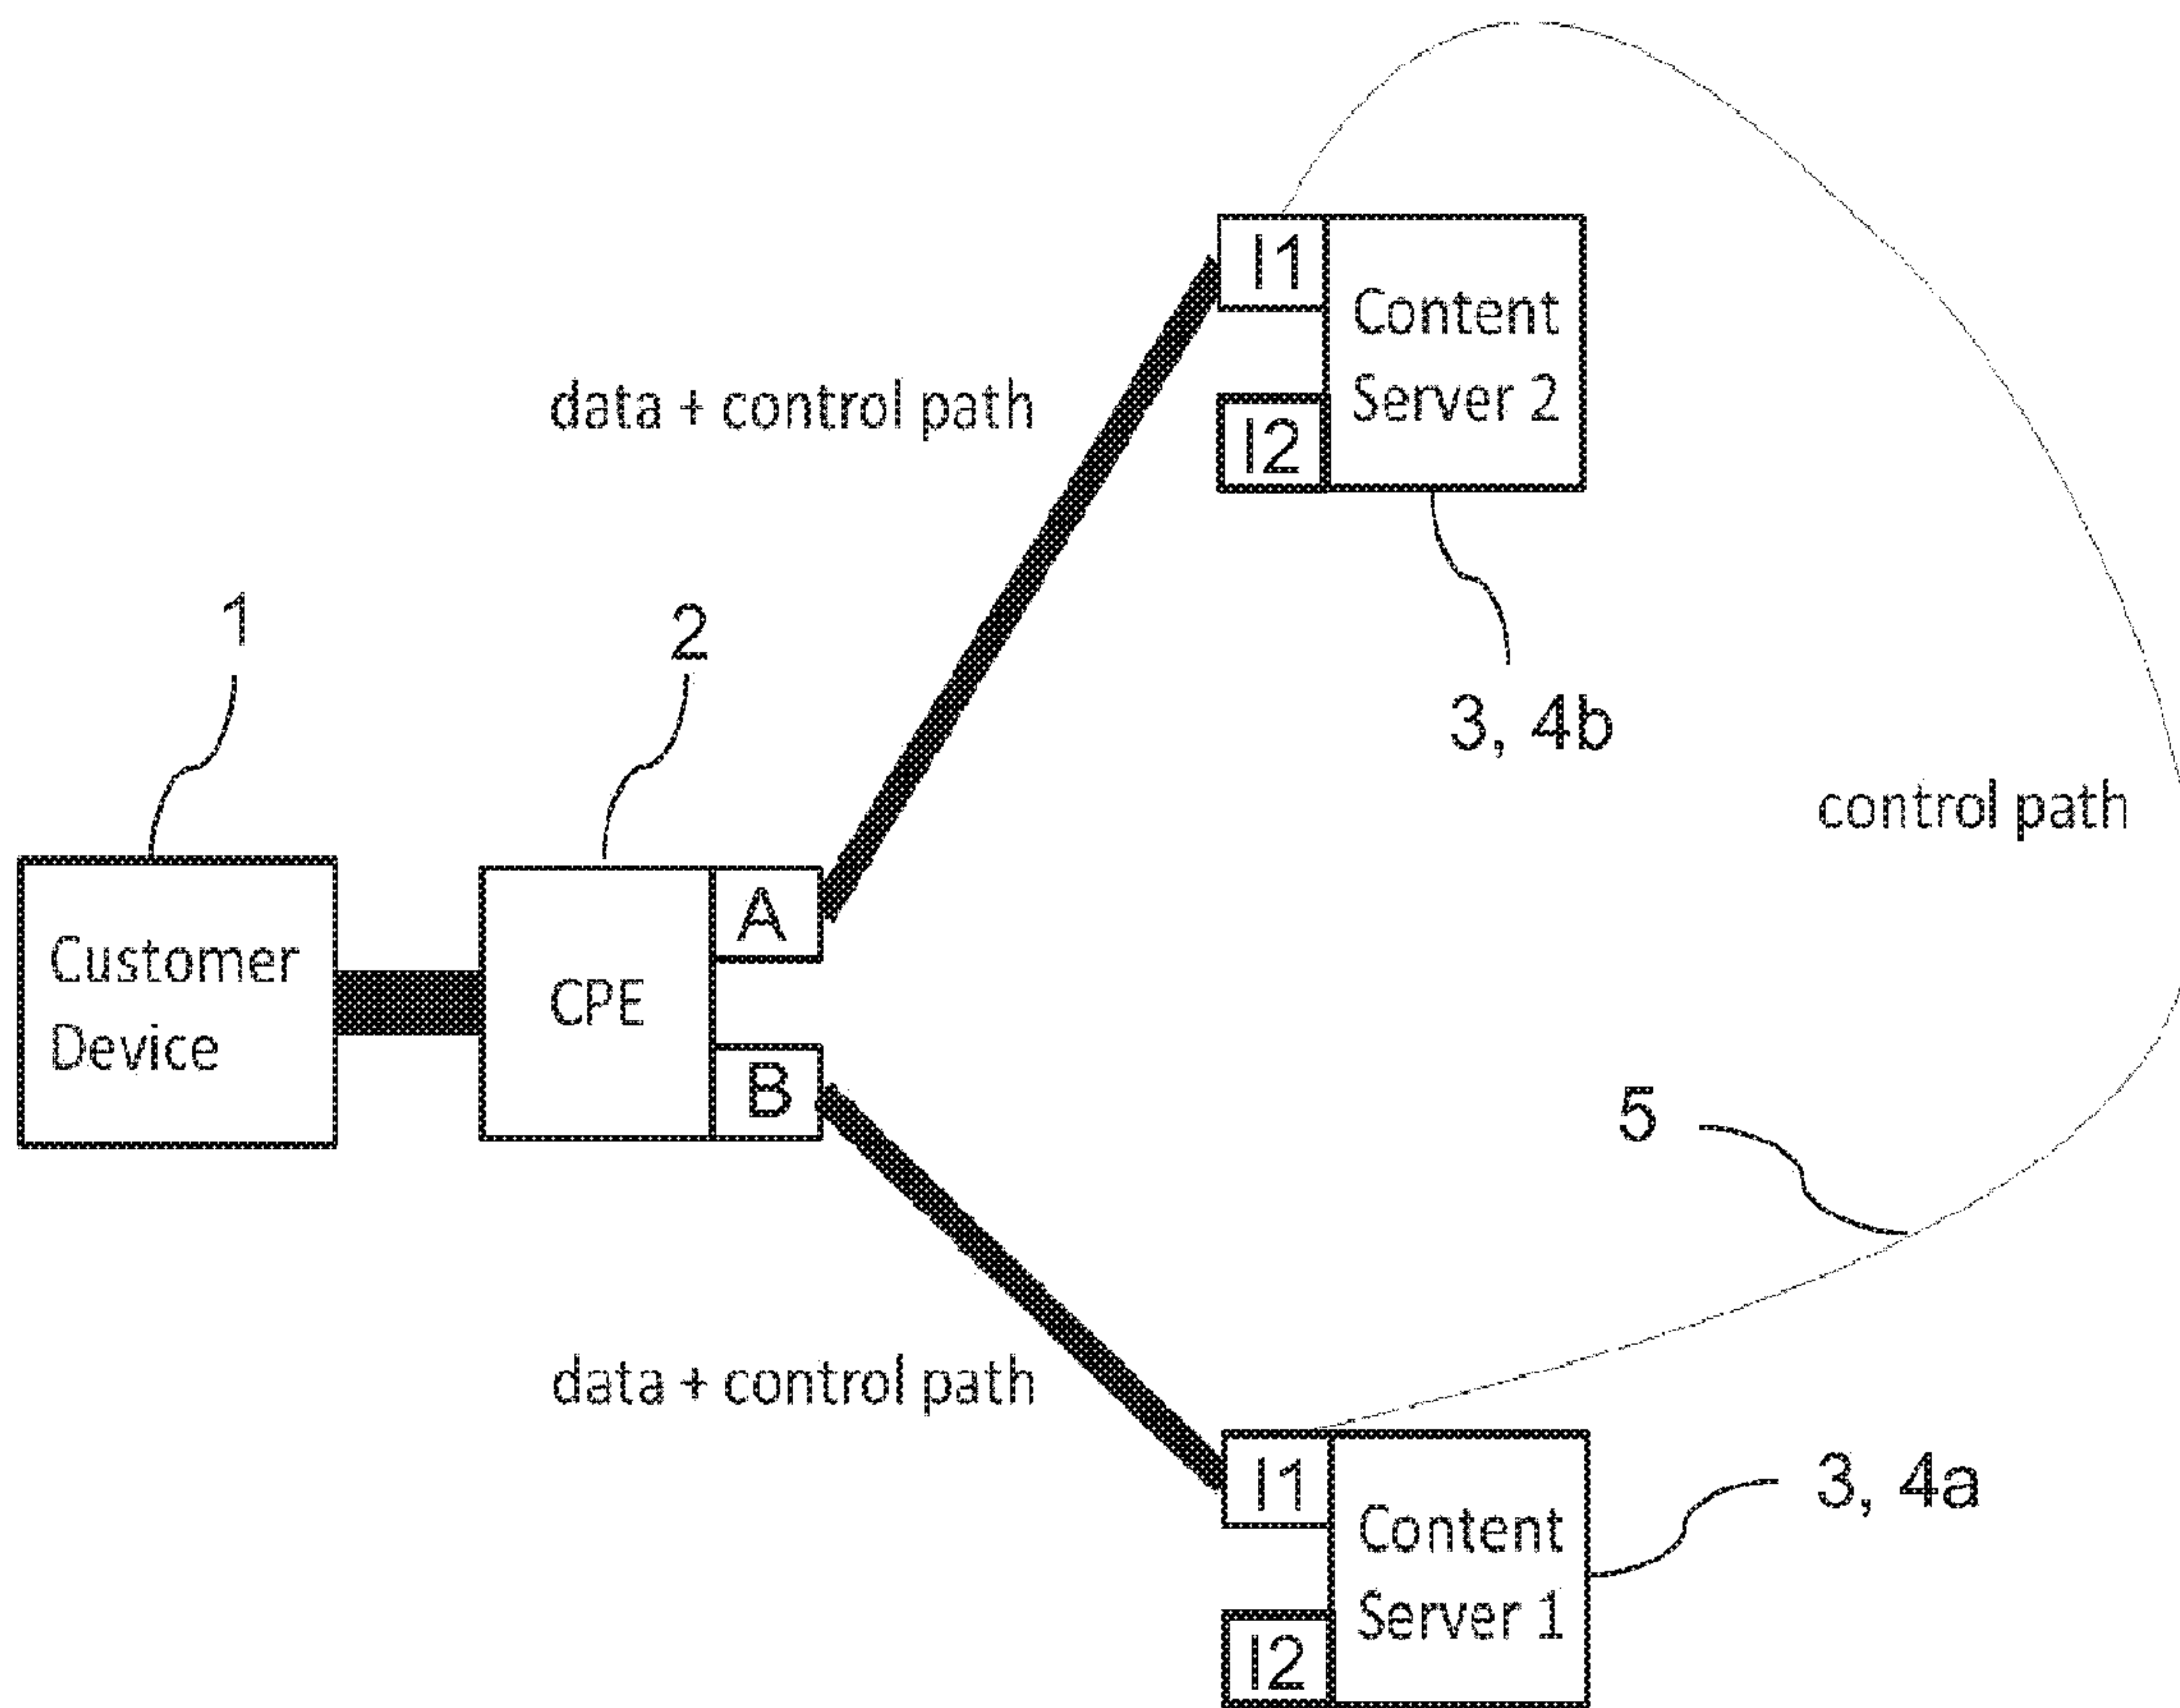 I1
Content
Server 2
I2
data + control path
3, 4b
control path
1
2
Customer
Device
CPE
A
B
5
data + control path
I1
Content
Server 1
I2
3, 4a